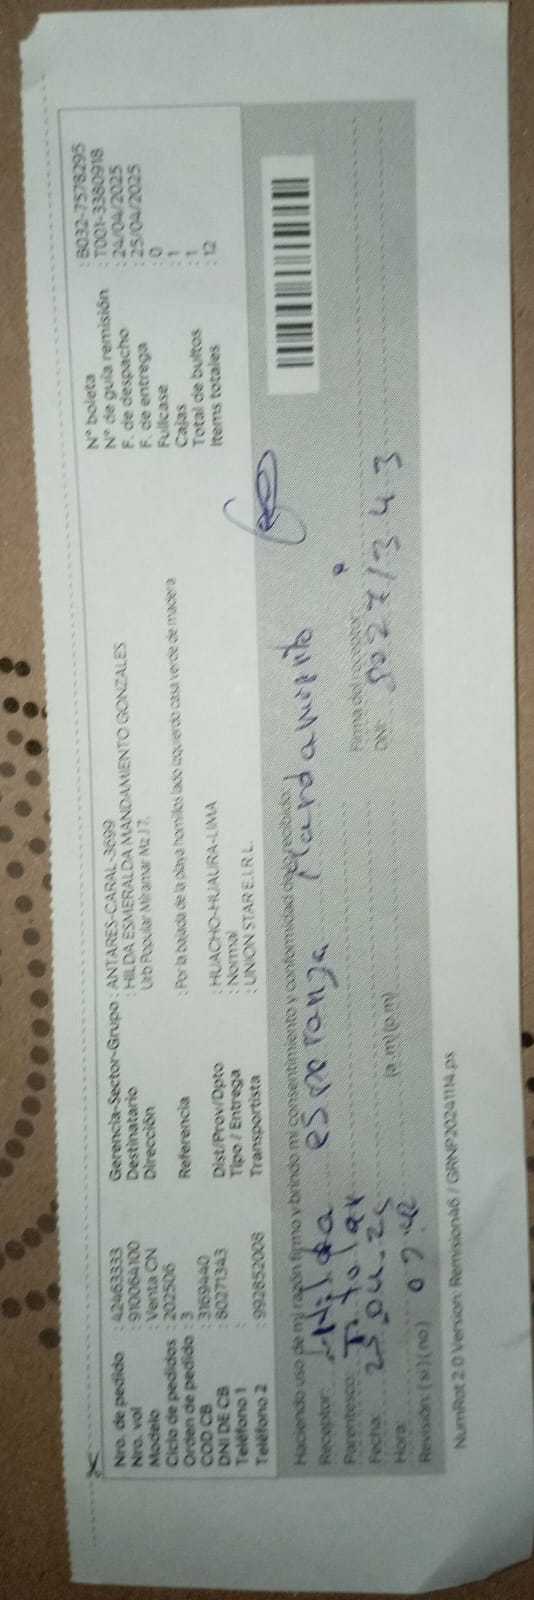 Nro. de pedido : 42463333
Nro. vol : 910064100
Modelo : Venta CN
Ciclo de pedidos : 202506
Orden de pedido : 3
COD CB : 3169440
DNI DE CB : 80271343
Teléfono 1 :
Teléfono 2 : 992852008
Gerencia-Sector-Grupo : ANTARES-CARAL-3699
Destinatario : HILDA ESMERALDA MANDAMIENTO GONZALES
Dirección Urb Popular Miramar Mz J 7.
Referencia : Por la bajada de la playa hornillos lado izquierdo casa verde de madera
Dist/Prov/Dpto : HUACHO-HUAURA-LIMA
Tipo / Entrega : Normal
Transportista : UNION STAR E.I.R.L.
N° boleta : B032-7578295
N° de guía remisión : T001-3380918
F. de despacho : 24/04/2025
F. de entrega : 25/04/2025
Fullcase : 0
Cajas : 1
Total de bultos : 1
Items totales : 12
Haciendo uso de mi razón firmo y brindo mi consentimiento y conformidad de lo recibido:
Receptor: Hilda esmeranza Mandamiento
Parentesco: Titular
Fecha: 25-04-25
Firma del receptor:
Hora: 07:42 (a.m) (p.m)
DNI: 80271343
Revisión: ( si ) ( no )
NumRot 2.0 Version: Remision46 / GRNP20241114.ps